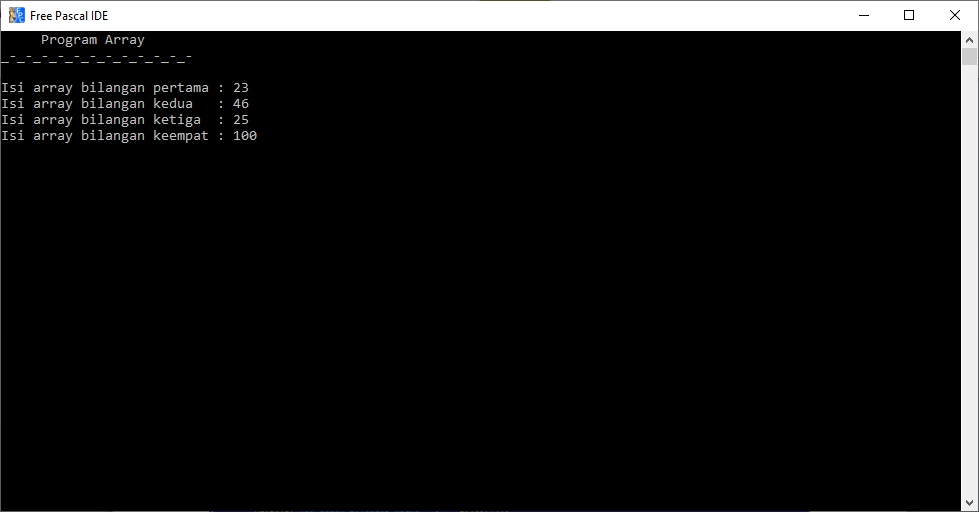 Free Pascal IDE
Program Array
_-_-_-_-_-_-_-_-_-_-_-_-
Isi array bilangan pertama : 23
Isi array bilangan kedua   : 46
Isi array bilangan ketiga  : 25
Isi array bilangan keempat : 100